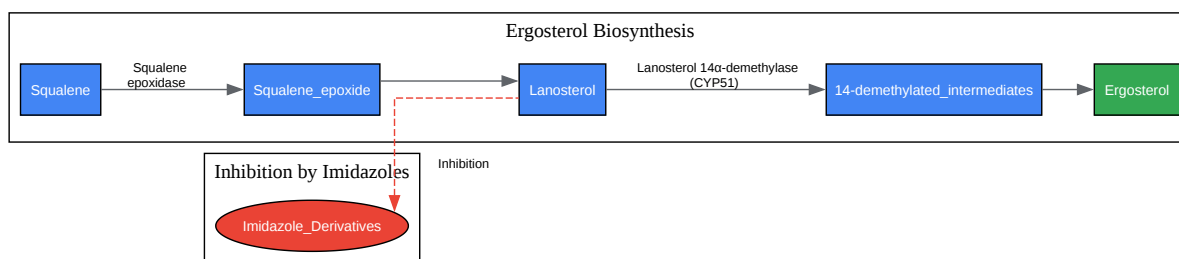 Ergosterol Biosynthesis
Squalene
Squalene
epoxidase
Squalene_epoxide
Lanosterol
Lanosterol 14α-demethylase
(CYP51)
14-demethylated_intermediates
Ergosterol
Inhibition
Inhibition by Imidazoles
Imidazole_Derivatives